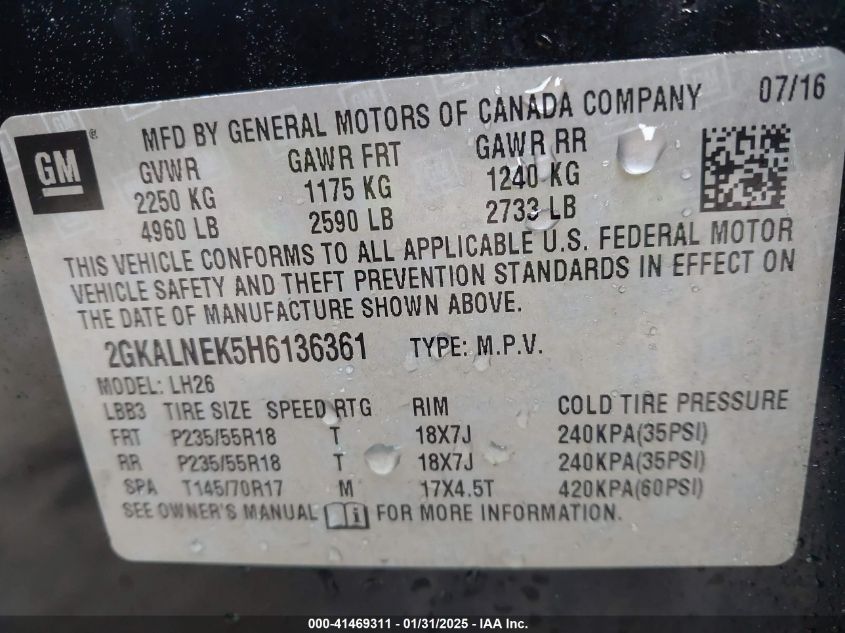 GM ®
MFD BY GENERAL MOTORS OF CANADA COMPANY 07/16
GVWR GAWR FRT GAWR RR
2250 KG 1175 KG 1240 KG
4960 LB 2590 LB 2733 LB
THIS VEHICLE CONFORMS TO ALL APPLICABLE U.S. FEDERAL MOTOR
VEHICLE SAFETY AND THEFT PREVENTION STANDARDS IN EFFECT ON
THE DATE OF MANUFACTURE SHOWN ABOVE.
2GKALNEK5H6136361 TYPE: M.P.V.
MODEL: LH26
LBB3 TIRE SIZE SPEED RTG RIM COLD TIRE PRESSURE
FRT P235/55R18 T 18X7J 240KPA(35PSI)
RR P235/55R18 T 18X7J 240KPA(35PSI)
SPA T145/70R17 M 17X4.5T 420KPA(60PSI)
SEE OWNER'S MANUAL i FOR MORE INFORMATION.
000-41469311 - 01/31/2025 - IAA Inc.